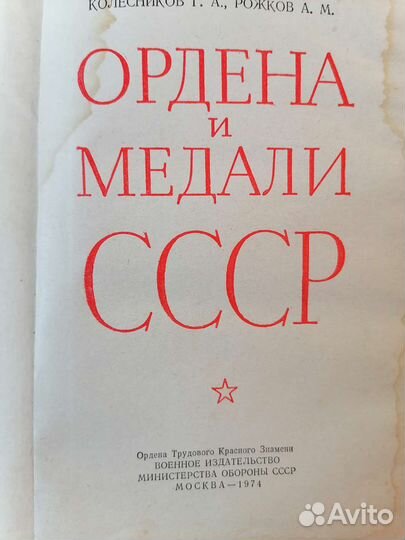 КОЛЕСНИКОВ Г. А., РОЖКОВ А. М.
ОРДЕНА
и
МЕДАЛИ
СССР
Ордена Трудового Красного Знамени
ВОЕННОЕ ИЗДАТЕЛЬСТВО
МИНИСТЕРСТВА ОБОРОНЫ СССР
МОСКВА—1974
Avito